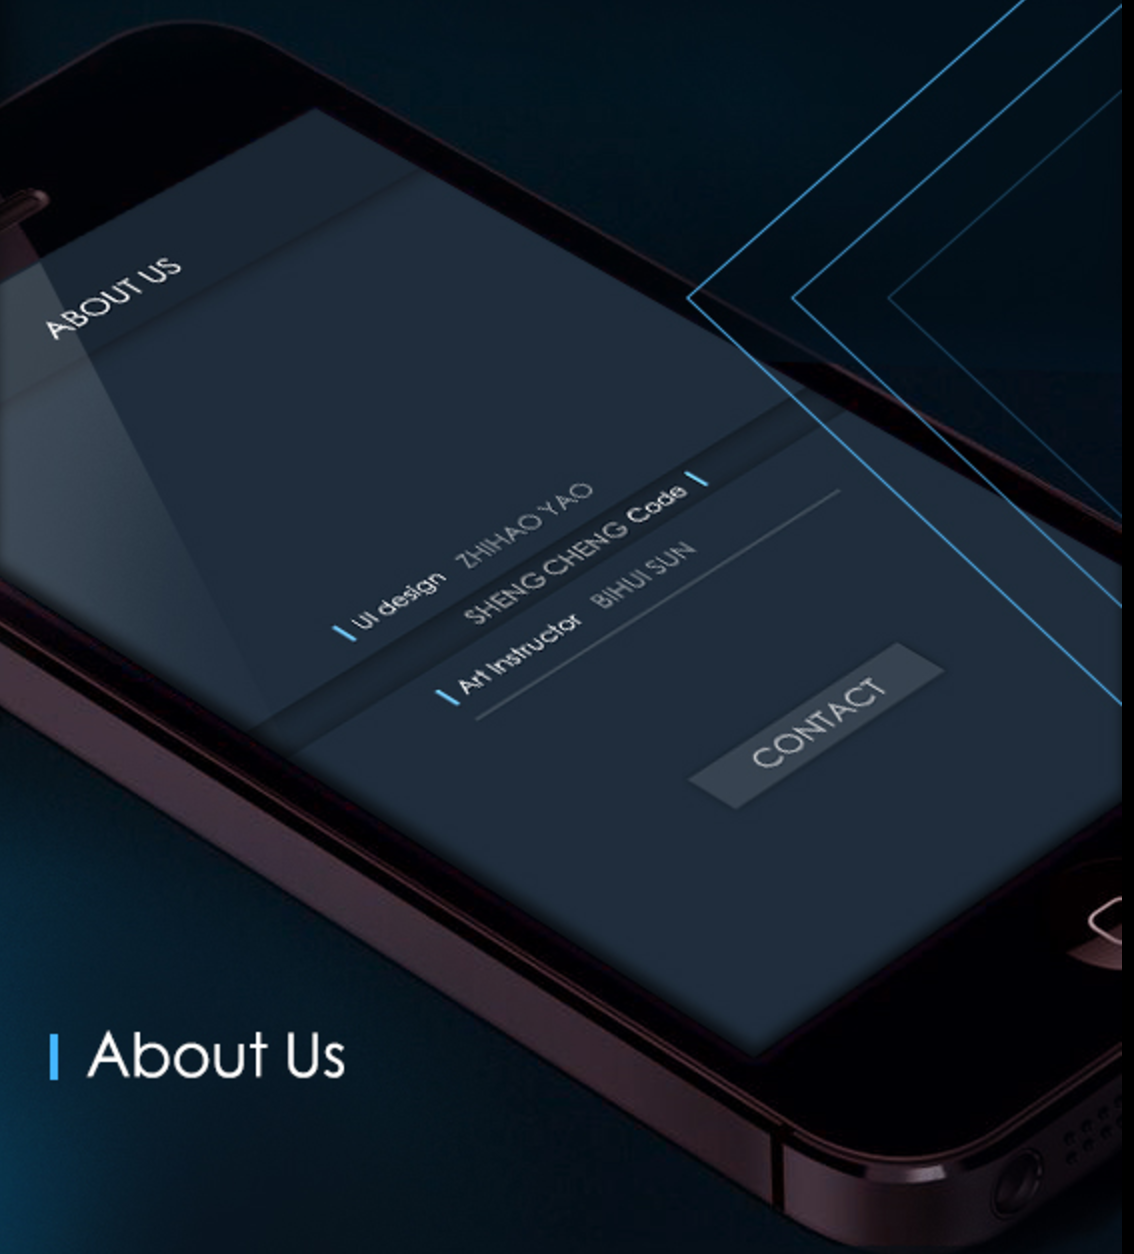 ABOUT US
UI design ZHIHAO YAO
SHENG CHENG Code
Art Instructor BIHUI SUN
CONTACT
About Us